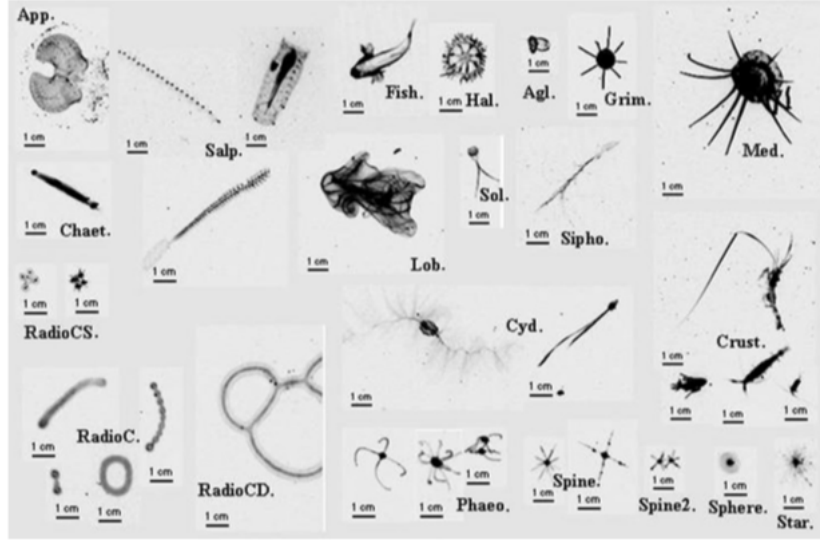 App.
1 cm
1 cm
Salp.
1 cm
1 cm
Fish.
1 cm
Hal.
1 cm
Agl.
1 cm
Grim.
1 cm
Med.
1 cm
Chaet.
1 cm
1 cm
Lob.
1 cm
Sol.
1 cm
Sipho.
1 cm
1 cm
1 cm
RadioCS.
1 cm
Cyd.
1 cm
Crust.
1 cm
1 cm
1 cm
1 cm
RadioC.
1 cm
1 cm
1 cm
1 cm
RadioCD.
1 cm
1 cm
1 cm
1 cm
Phaeo.
Spine.
1 cm
1 cm
1 cm
Spine2.
1 cm
Sphere.
1 cm
Star.
1 cm